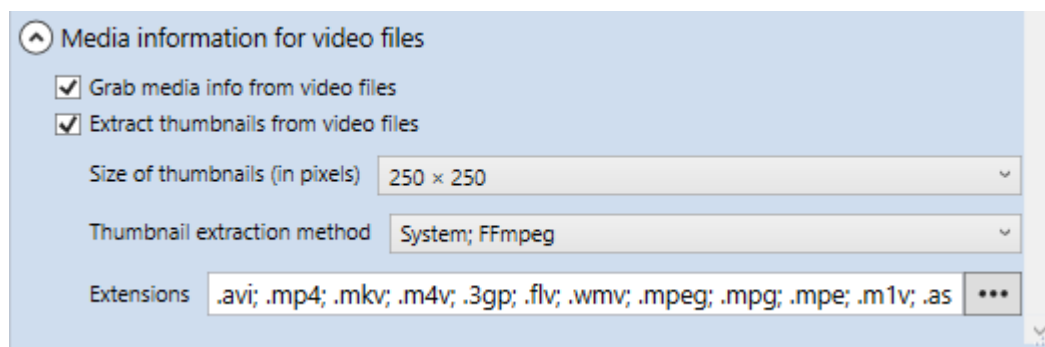 Media information for video files
Grab media info from video files
Extract thumbnails from video files
Size of thumbnails (in pixels) 250 × 250
Thumbnail extraction method System; FFmpeg
Extensions .avi; .mp4; .mkv; .m4v; .3gp; .flv; .wmv; .mpeg; .mpg; .mpe; .m1v; .as